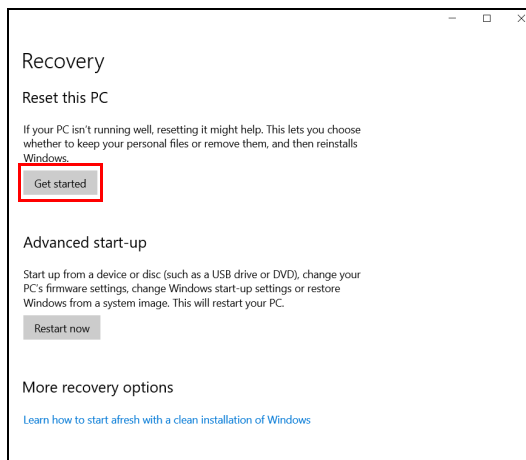 Recovery
Reset this PC
If your PC isn't running well, resetting it might help. This lets you choose
whether to keep your personal files or remove them, and then reinstalls
Windows.
Get started
Advanced start-up
Start up from a device or disc (such as a USB drive or DVD), change your
PC's firmware settings, change Windows start-up settings or restore
Windows from a system image. This will restart your PC.
Restart now
More recovery options
Learn how to start afresh with a clean installation of Windows